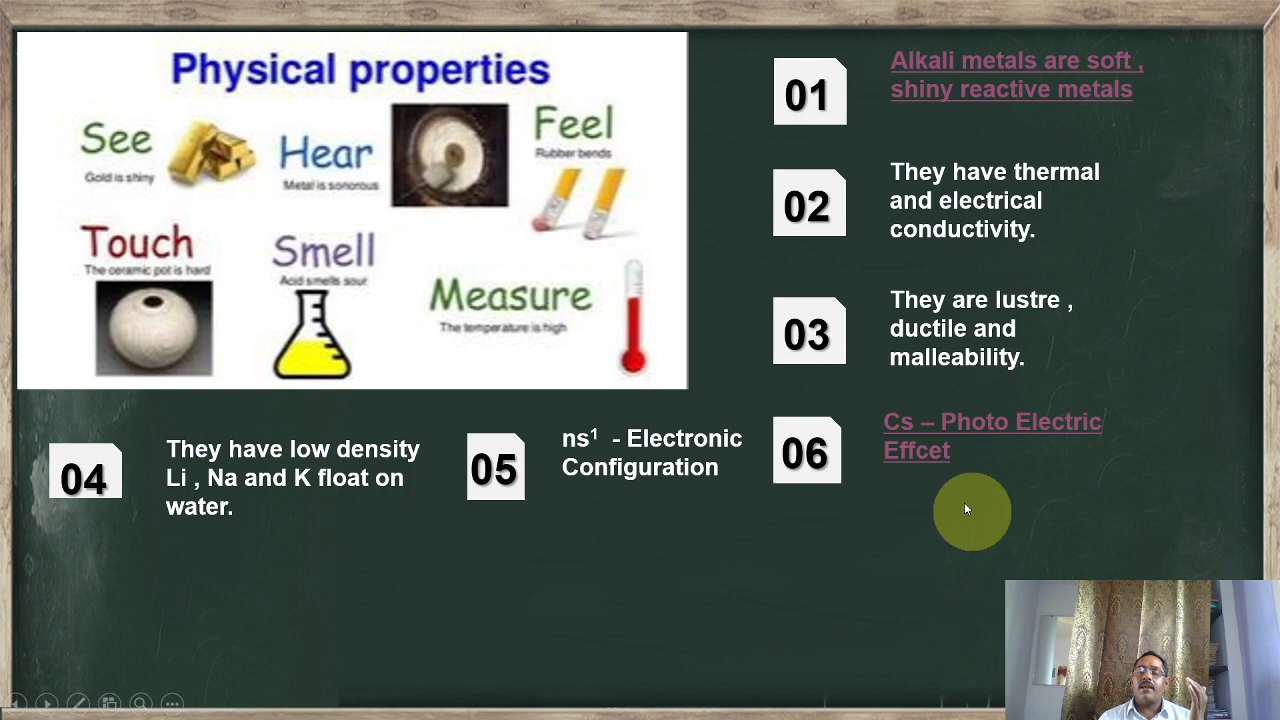 Physical properties
See
Gold is shiny
Hear
Metal is sonorous
Feel
Rubber bends
Touch
The ceramic pot is hard
Smell
Acid smells sour
Measure
The temperature is high
01
Alkali metals are soft ,
shiny reactive metals
02
They have thermal
and electrical
conductivity.
03
They are lustre ,
ductile and
malleability.
04
They have low density
Li , Na and K float on
water.
05
ns¹ - Electronic
Configuration
06
Cs – Photo Electric
Effcet